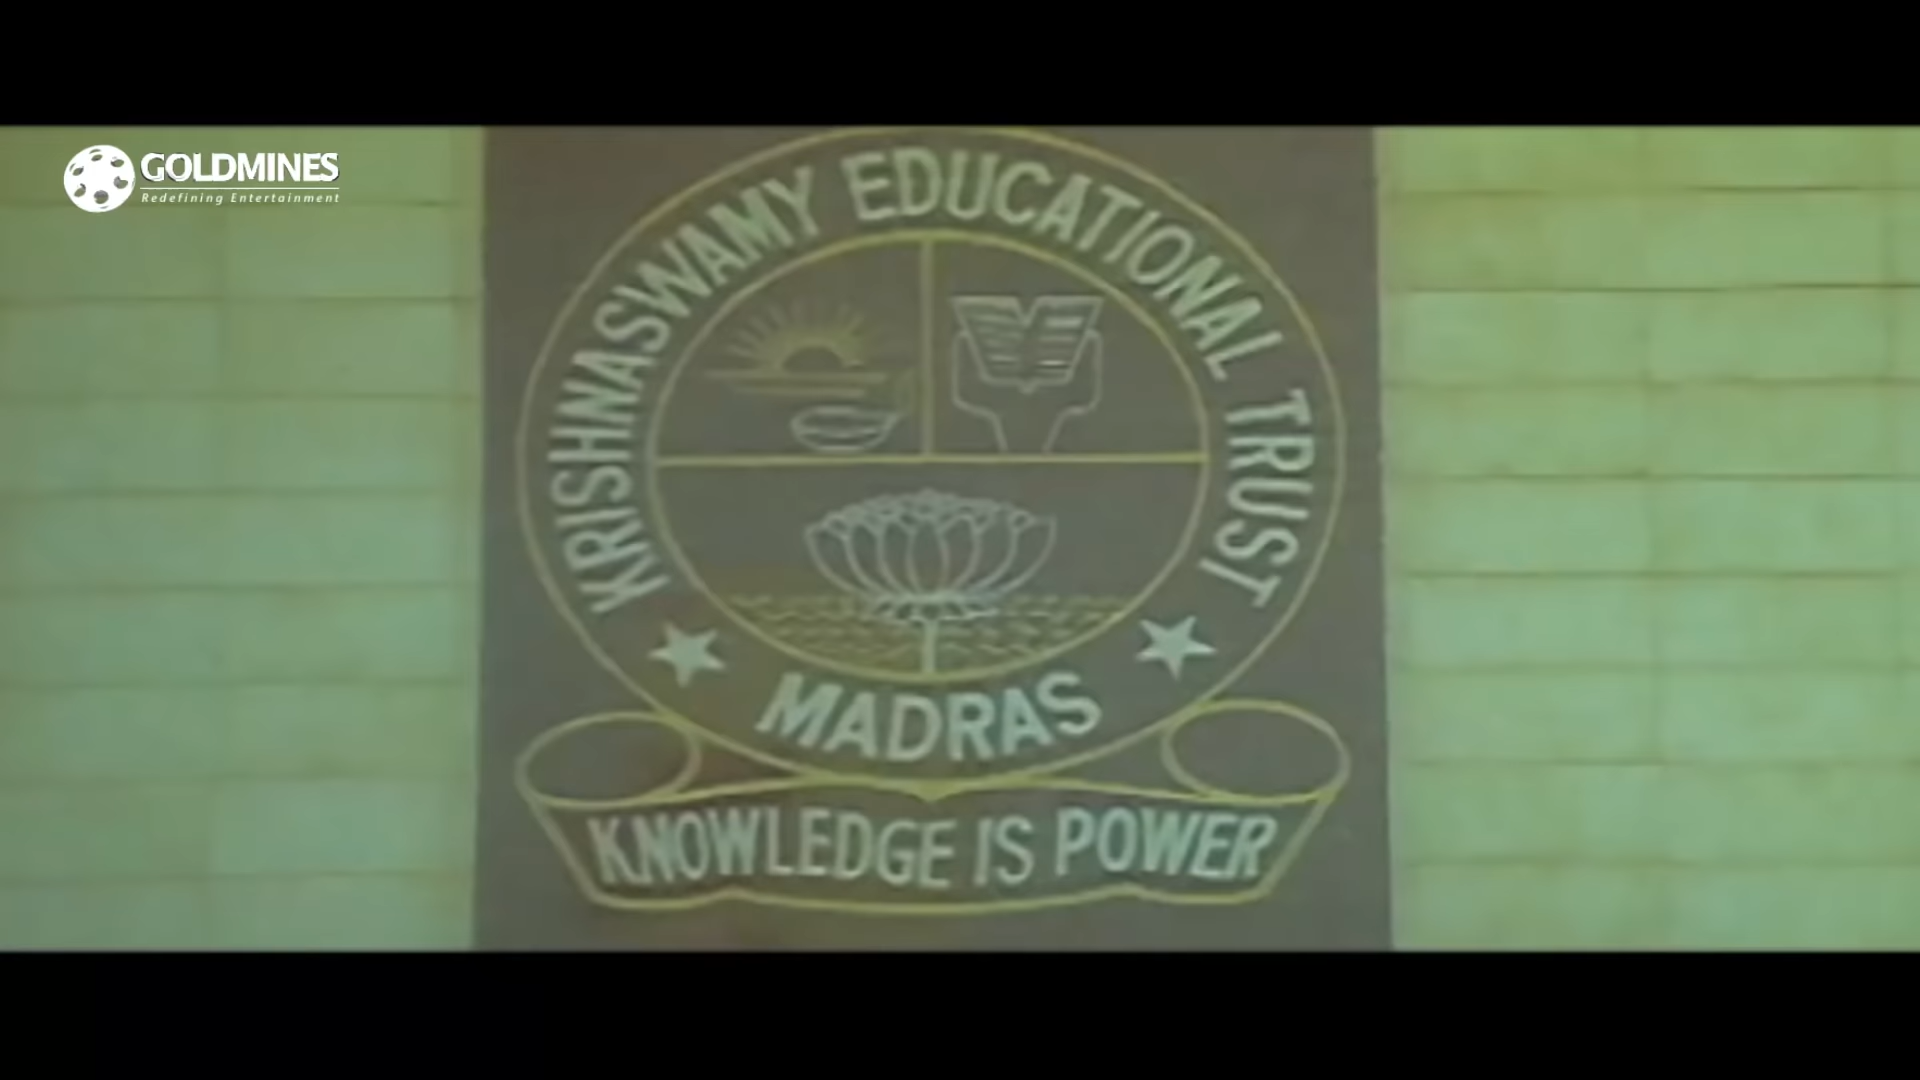 GOLDMINES
Redefining Entertainment
KRISHNASWAMY EDUCATIONAL TRUST
MADRAS
KNOWLEDGE IS POWER